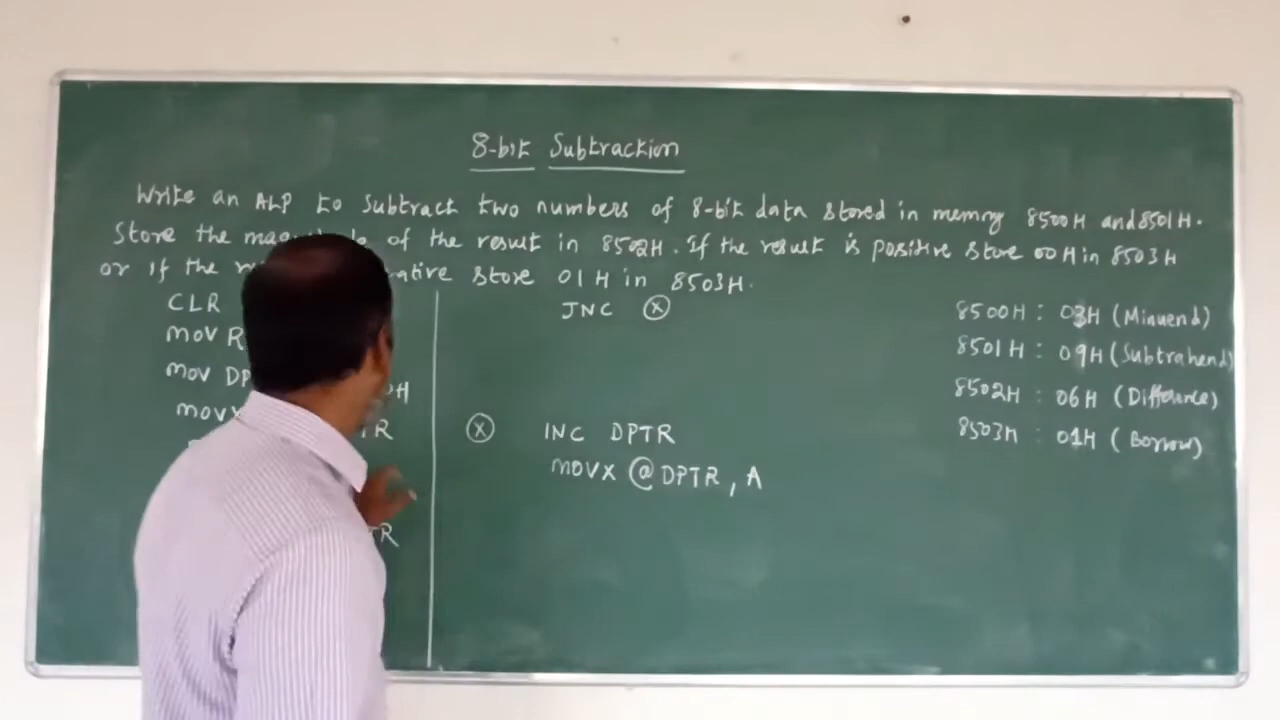 8-bit Subtraction
Write an ALP to Subtract two numbers of 8-bit data stored in memry 8500H and 8501H.
Store the of the result in 8502H. If the result is positive store 00H in 8503H
or if the store 01H in 8503H.
CLR
MOV R
MOV DP
MOVX
JNC Ⓧ
Ⓧ INC DPTR
MOVX @DPTR, A
8500H : 03H (Minuend)
8501H : 09H (Subtrahend)
8502H : 06H (Difference)
8503H : 01H (Borrow)